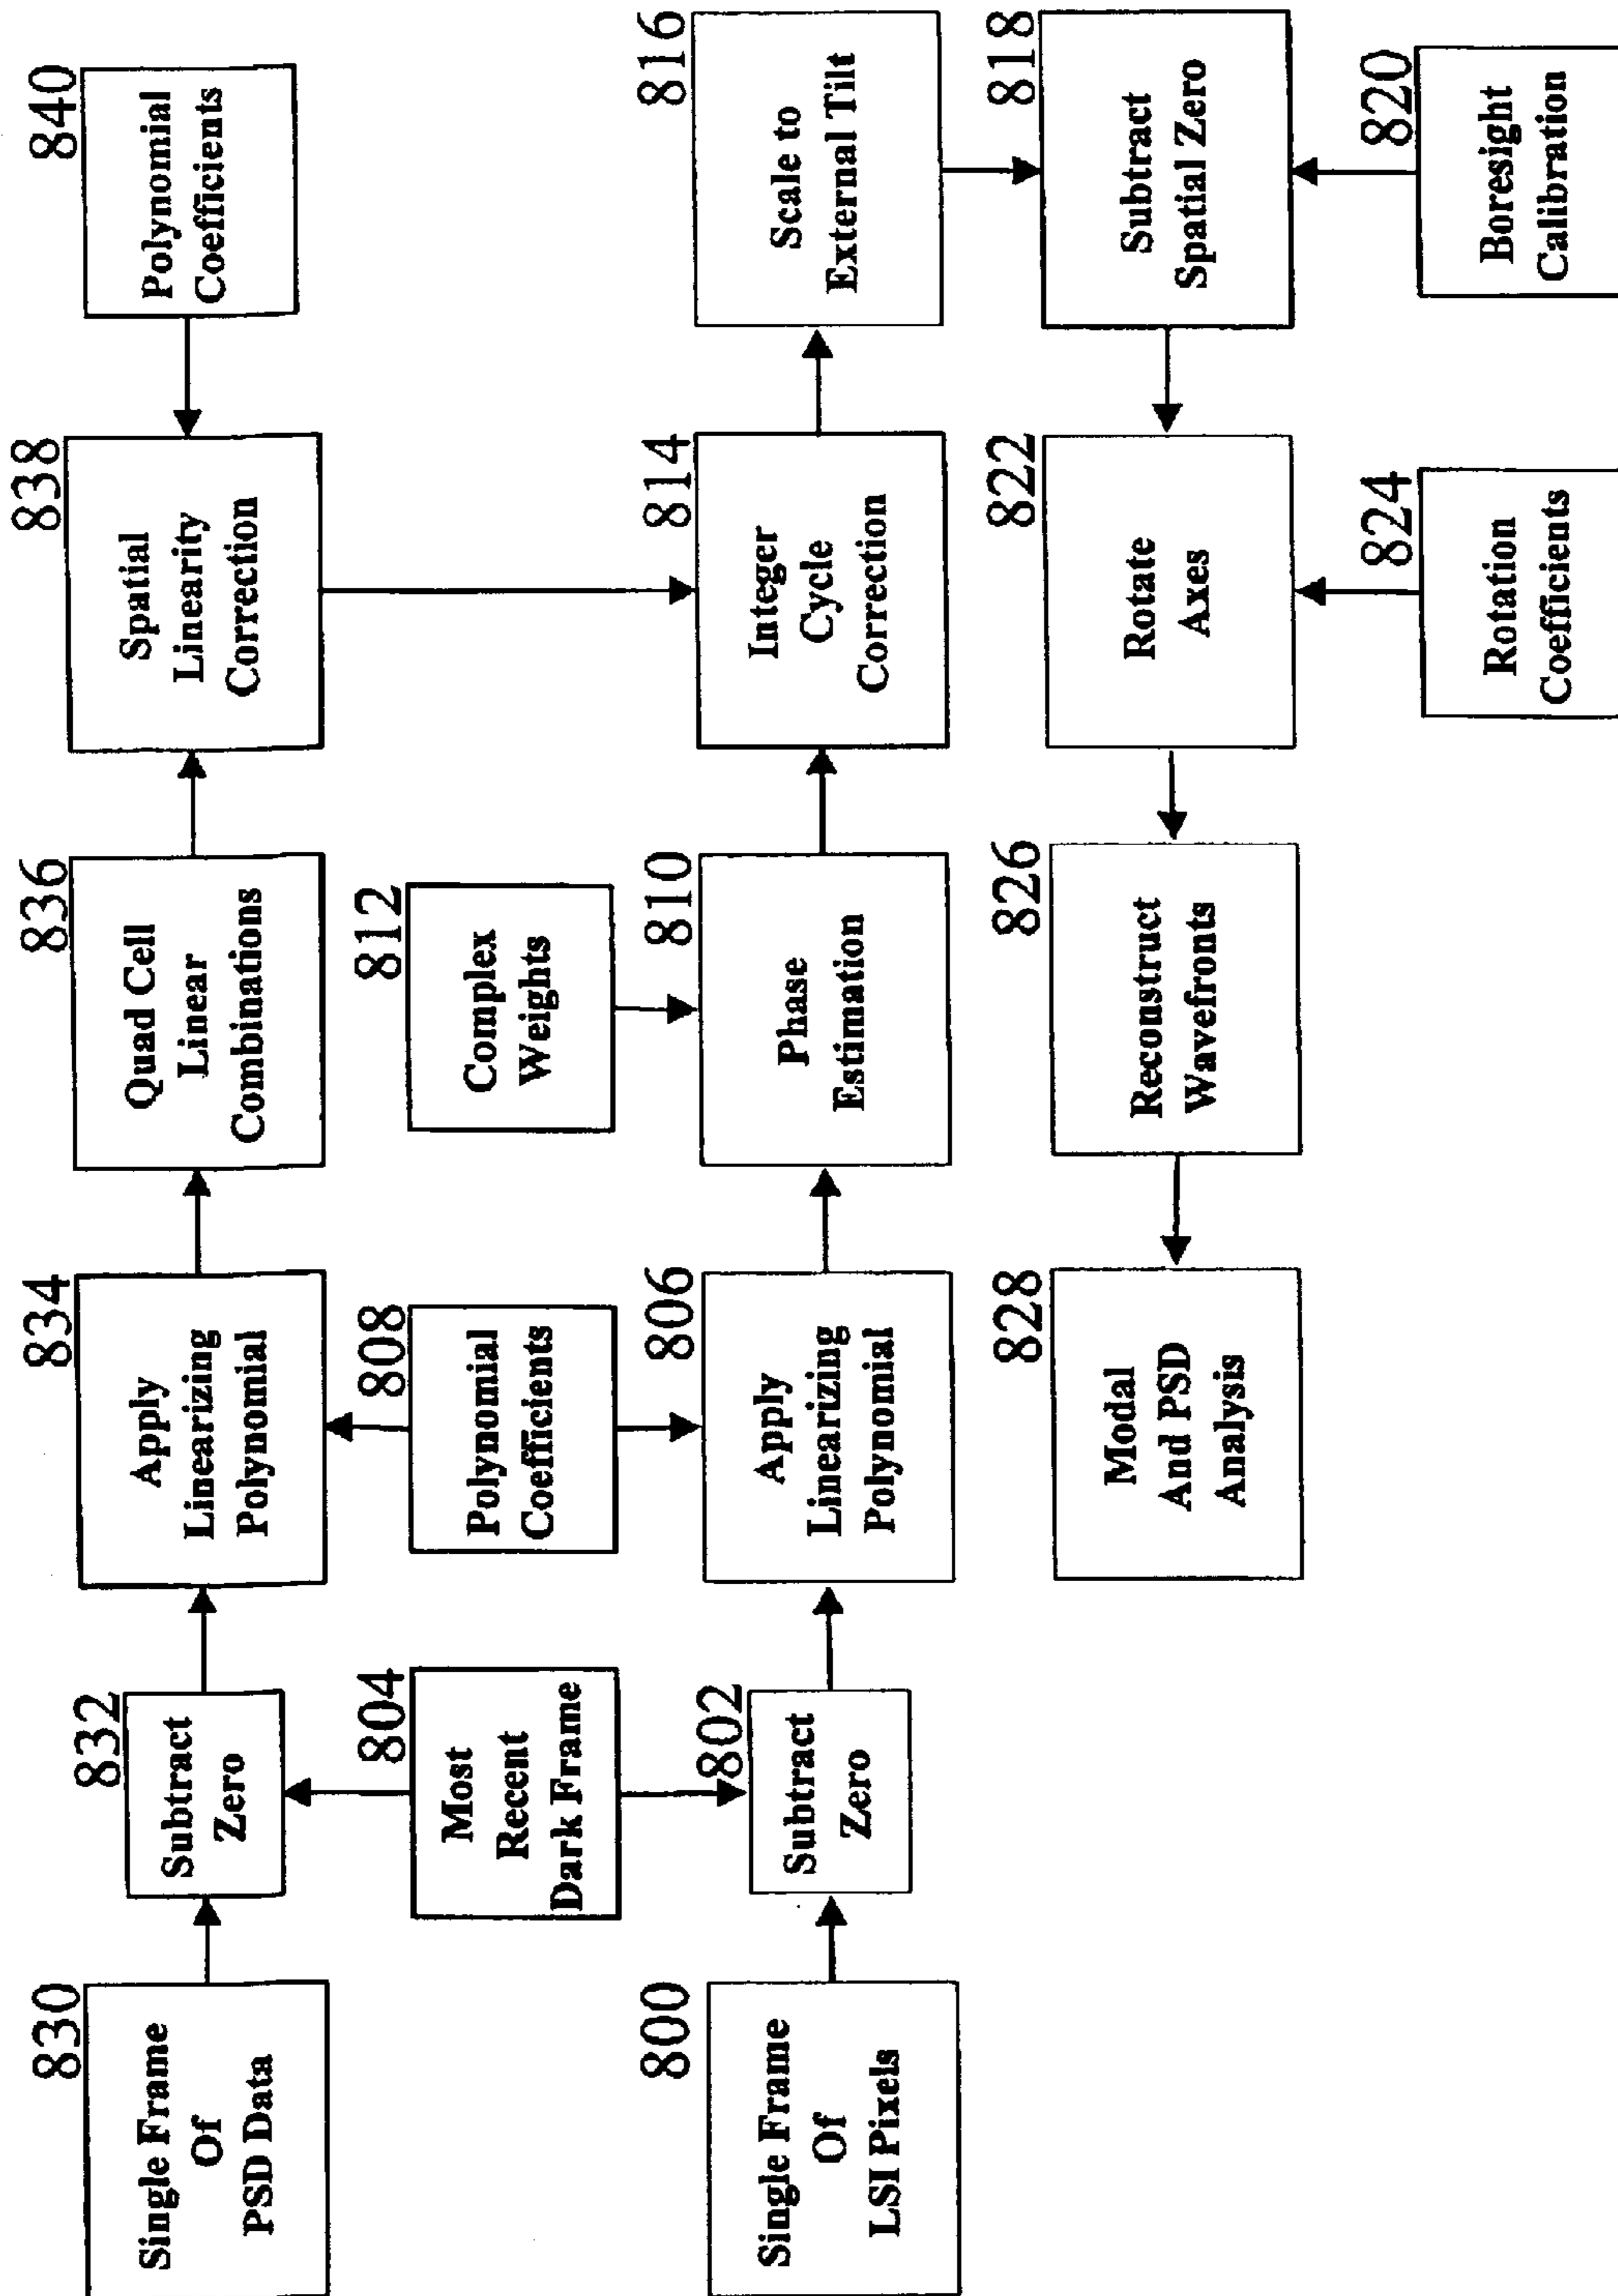 830
Single Frame
Of
PSD Data
832
Subtract
Zero
834
Apply
Linearizing
Polynomial
836
Quad Cell
Linear
Combinations
838
Spatial
Linearity
Correction
840
Polynomial
Coefficients
804
Most
Recent
Dark Frame
808
Polynomial
Coefficients
812
Complex
Weights
800
Single Frame
Of
LSI Pixels
802
Subtract
Zero
806
Apply
Linearizing
Polynomial
810
Phase
Estimation
814
Integer
Cycle
Correction
816
Scale to
External Tilt
828
Modal
And PSD
Analysis
826
Reconstruct
Wavefronts
822
Rotate
Axes
818
Subtract
Spatial Zero
824
Rotation
Coefficients
820
Boresight
Calibration